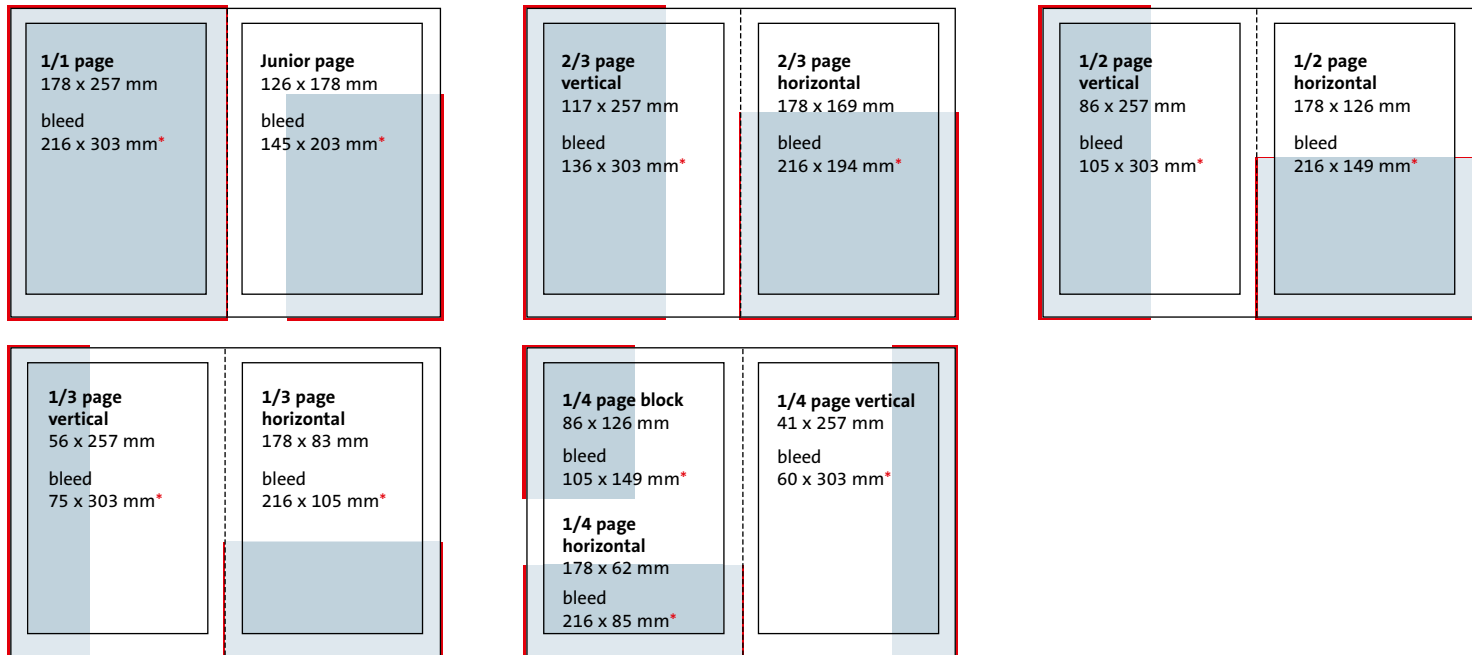 1/1 page
178 x 257 mm
bleed
216 x 303 mm*
Junior page
126 x 178 mm
bleed
145 x 203 mm*
2/3 page
vertical
117 x 257 mm
bleed
136 x 303 mm*
2/3 page
horizontal
178 x 169 mm
bleed
216 x 194 mm*
1/2 page
vertical
86 x 257 mm
bleed
105 x 303 mm*
1/2 page
horizontal
178 x 126 mm
bleed
216 x 149 mm*
1/3 page
vertical
56 x 257 mm
bleed
75 x 303 mm*
1/3 page
horizontal
178 x 83 mm
bleed
216 x 105 mm*
1/4 page block
86 x 126 mm
bleed
105 x 149 mm*
1/4 page
horizontal
178 x 62 mm
bleed
216 x 85 mm*
1/4 page vertical
41 x 257 mm
bleed
60 x 303 mm*